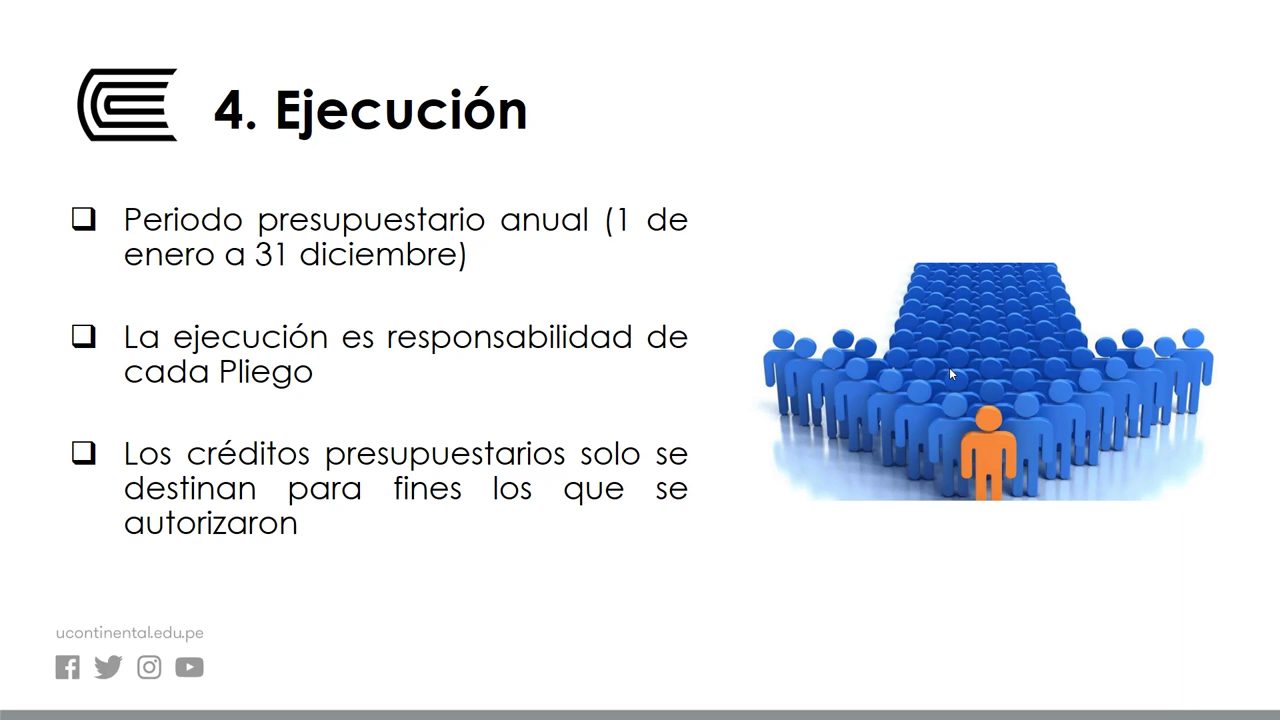 4. Ejecución
Periodo presupuestario anual (1 de
enero a 31 diciembre)
La ejecución es responsabilidad de
cada Pliego
Los créditos presupuestarios solo se
destinan para fines los que se
autorizaron
ucontinental.edu.pe